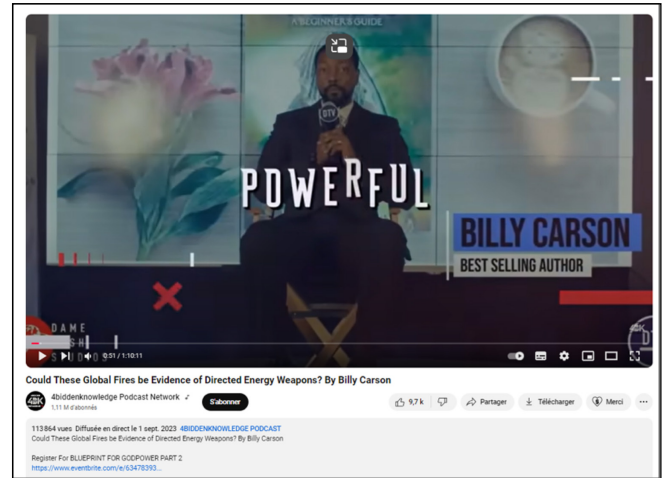 A BEGINNER'S GUIDE
DTV
POWERFUL
BILLY CARSON
BEST SELLING AUTHOR
DAME
STUDIOS
0:51 / 1:10:11
Could These Global Fires be Evidence of Directed Energy Weapons? By Billy Carson
4biddenknowledge Podcast Network
1,11 M d'abonnés
S'abonner
9,7 k
Partager
Télécharger
Merci
...
113 864 vues Diffusée en direct le 1 sept. 2023 4BIDDENKNOWLEDGE PODCAST
Could These Global Fires be Evidence of Directed Energy Weapons? By Billy Carson
Register For BLUEPRINT FOR GODPOWER PART 2
https://www.eventbrite.com/e/63478393...